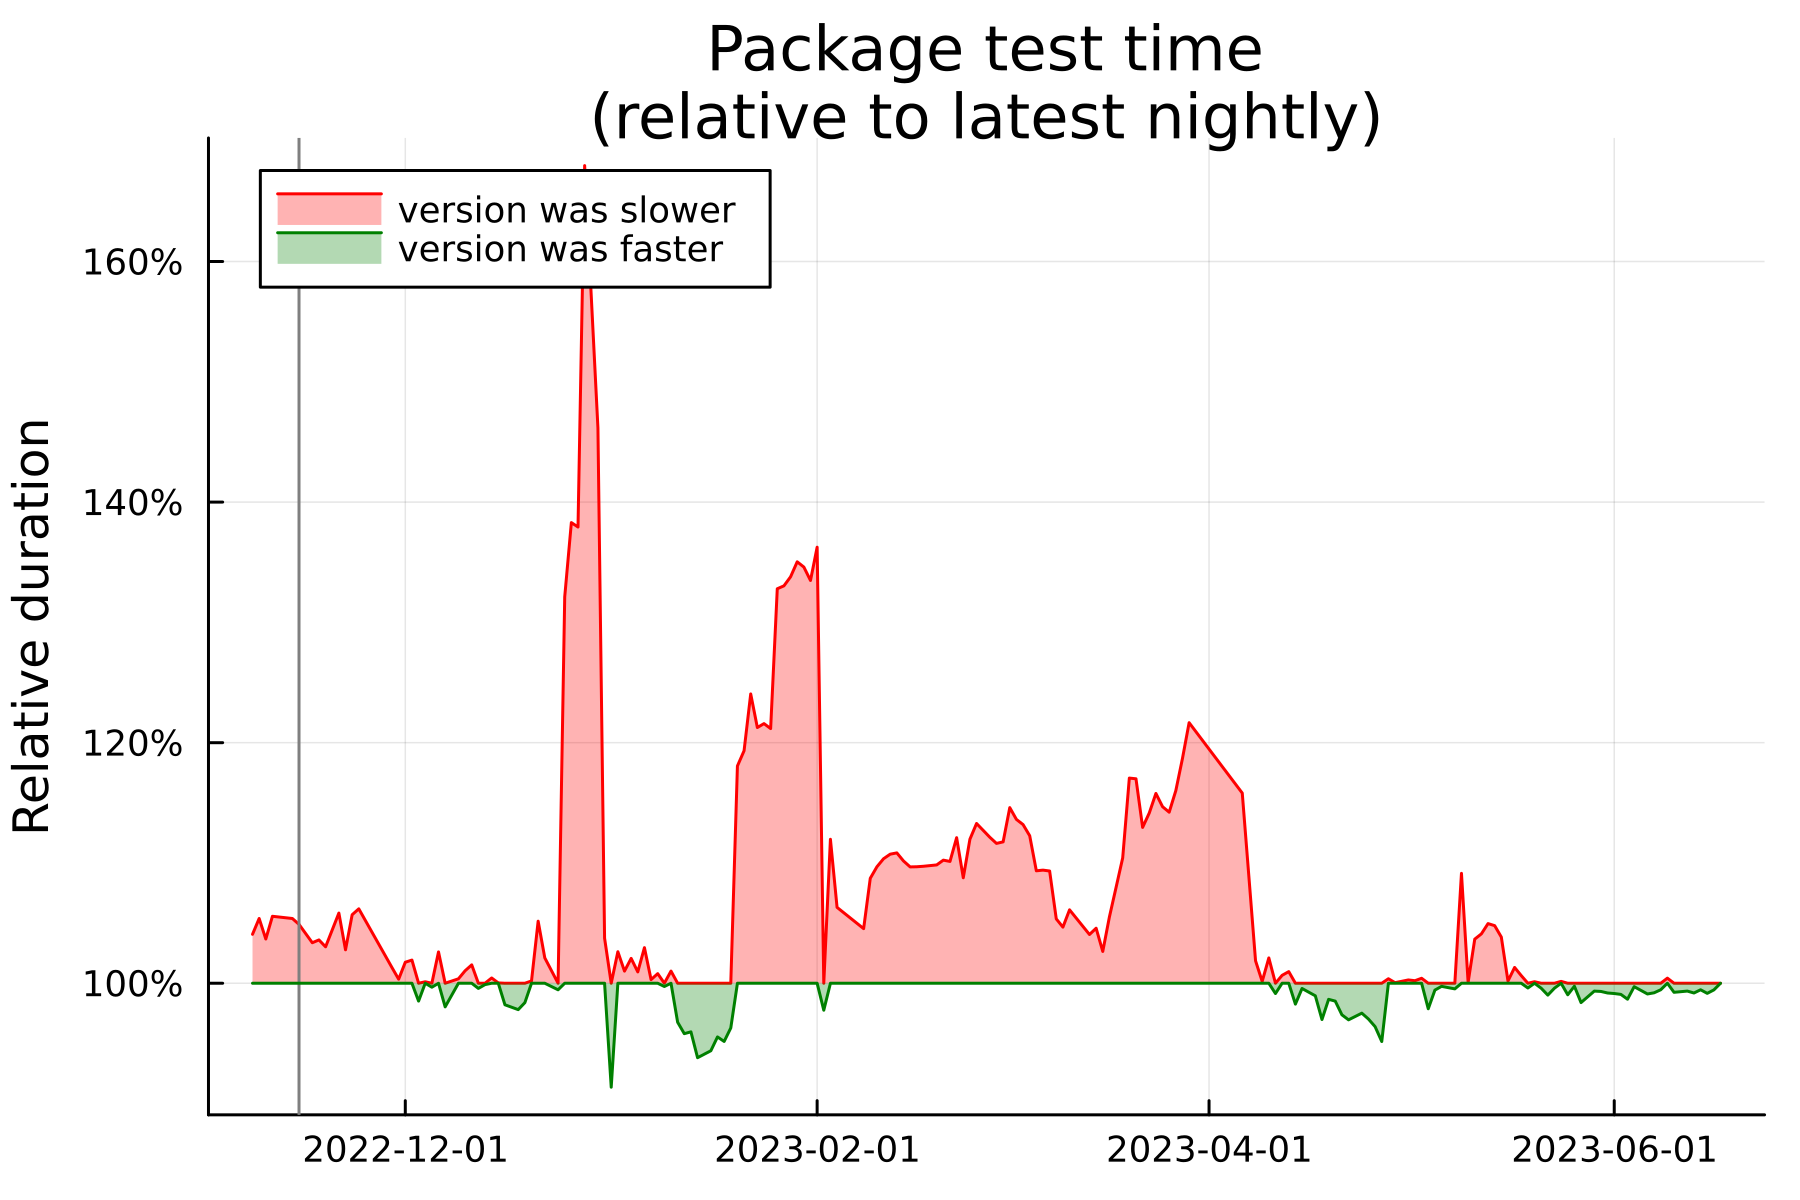 Package test time
(relative to latest nightly)
version was slower
version was faster
160%
140%
120%
100%
Relative duration
2022-12-01
2023-02-01
2023-04-01
2023-06-01